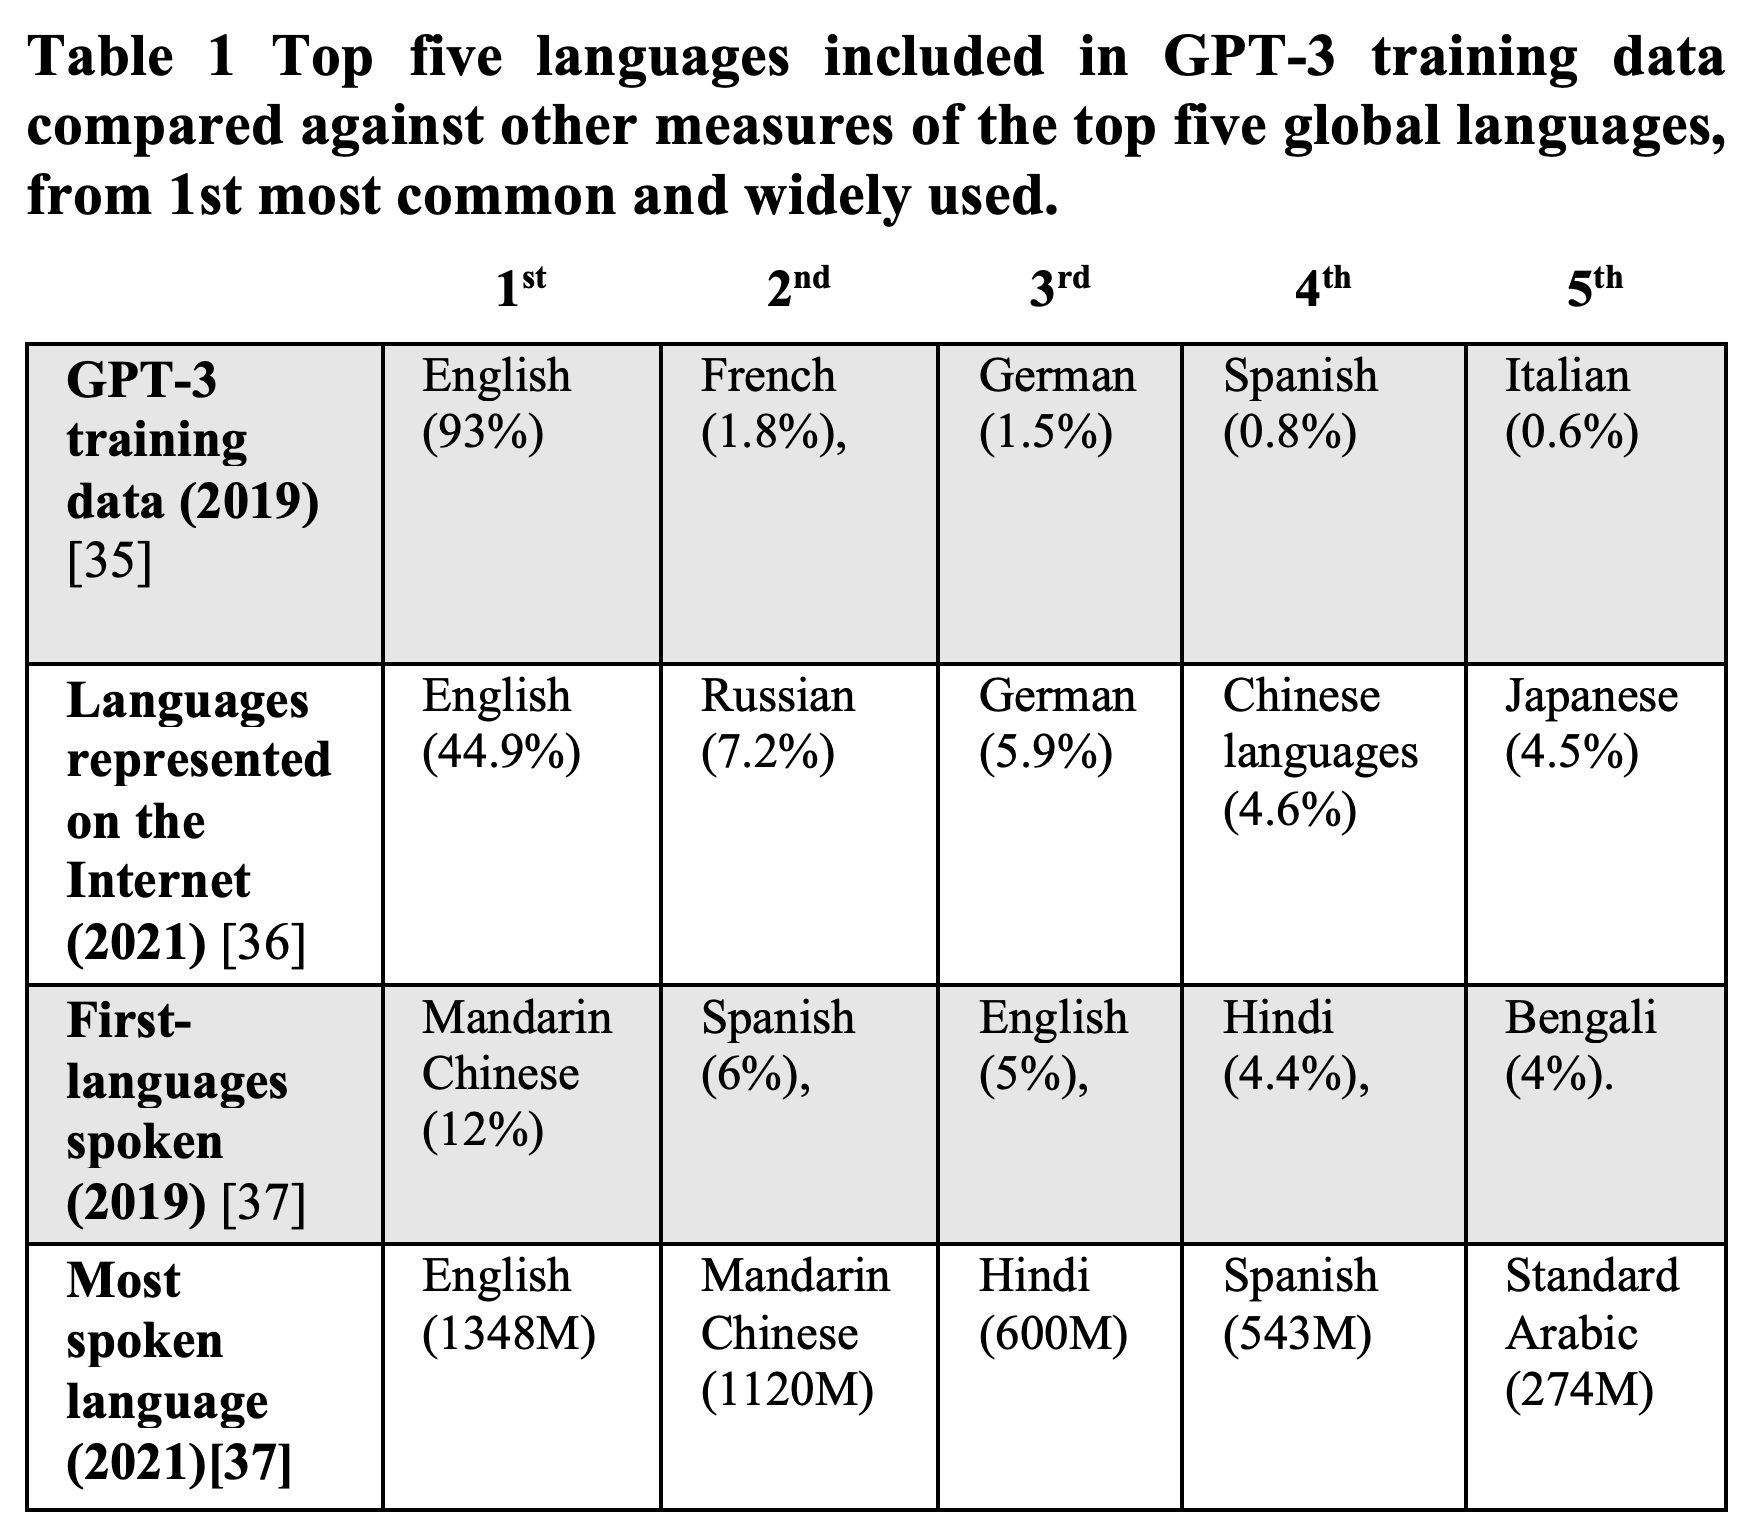 Table 1 Top five languages included in GPT-3 training data
compared against other measures of the top five global languages,
from 1st most common and widely used.
1st 2nd 3rd 4th 5th
GPT-3
training
data (2019)
[35]
English
(93%)
French
(1.8%),
German
(1.5%)
Spanish
(0.8%)
Italian
(0.6%)
Languages
represented
on the
Internet
(2021) [36]
English
(44.9%)
Russian
(7.2%)
German
(5.9%)
Chinese
languages
(4.6%)
Japanese
(4.5%)
First-
languages
spoken
(2019) [37]
Mandarin
Chinese
(12%)
Spanish
(6%),
English
(5%),
Hindi
(4.4%),
Bengali
(4%).
Most
spoken
language
(2021)[37]
English
(1348M)
Mandarin
Chinese
(1120M)
Hindi
(600M)
Spanish
(543M)
Standard
Arabic
(274M)